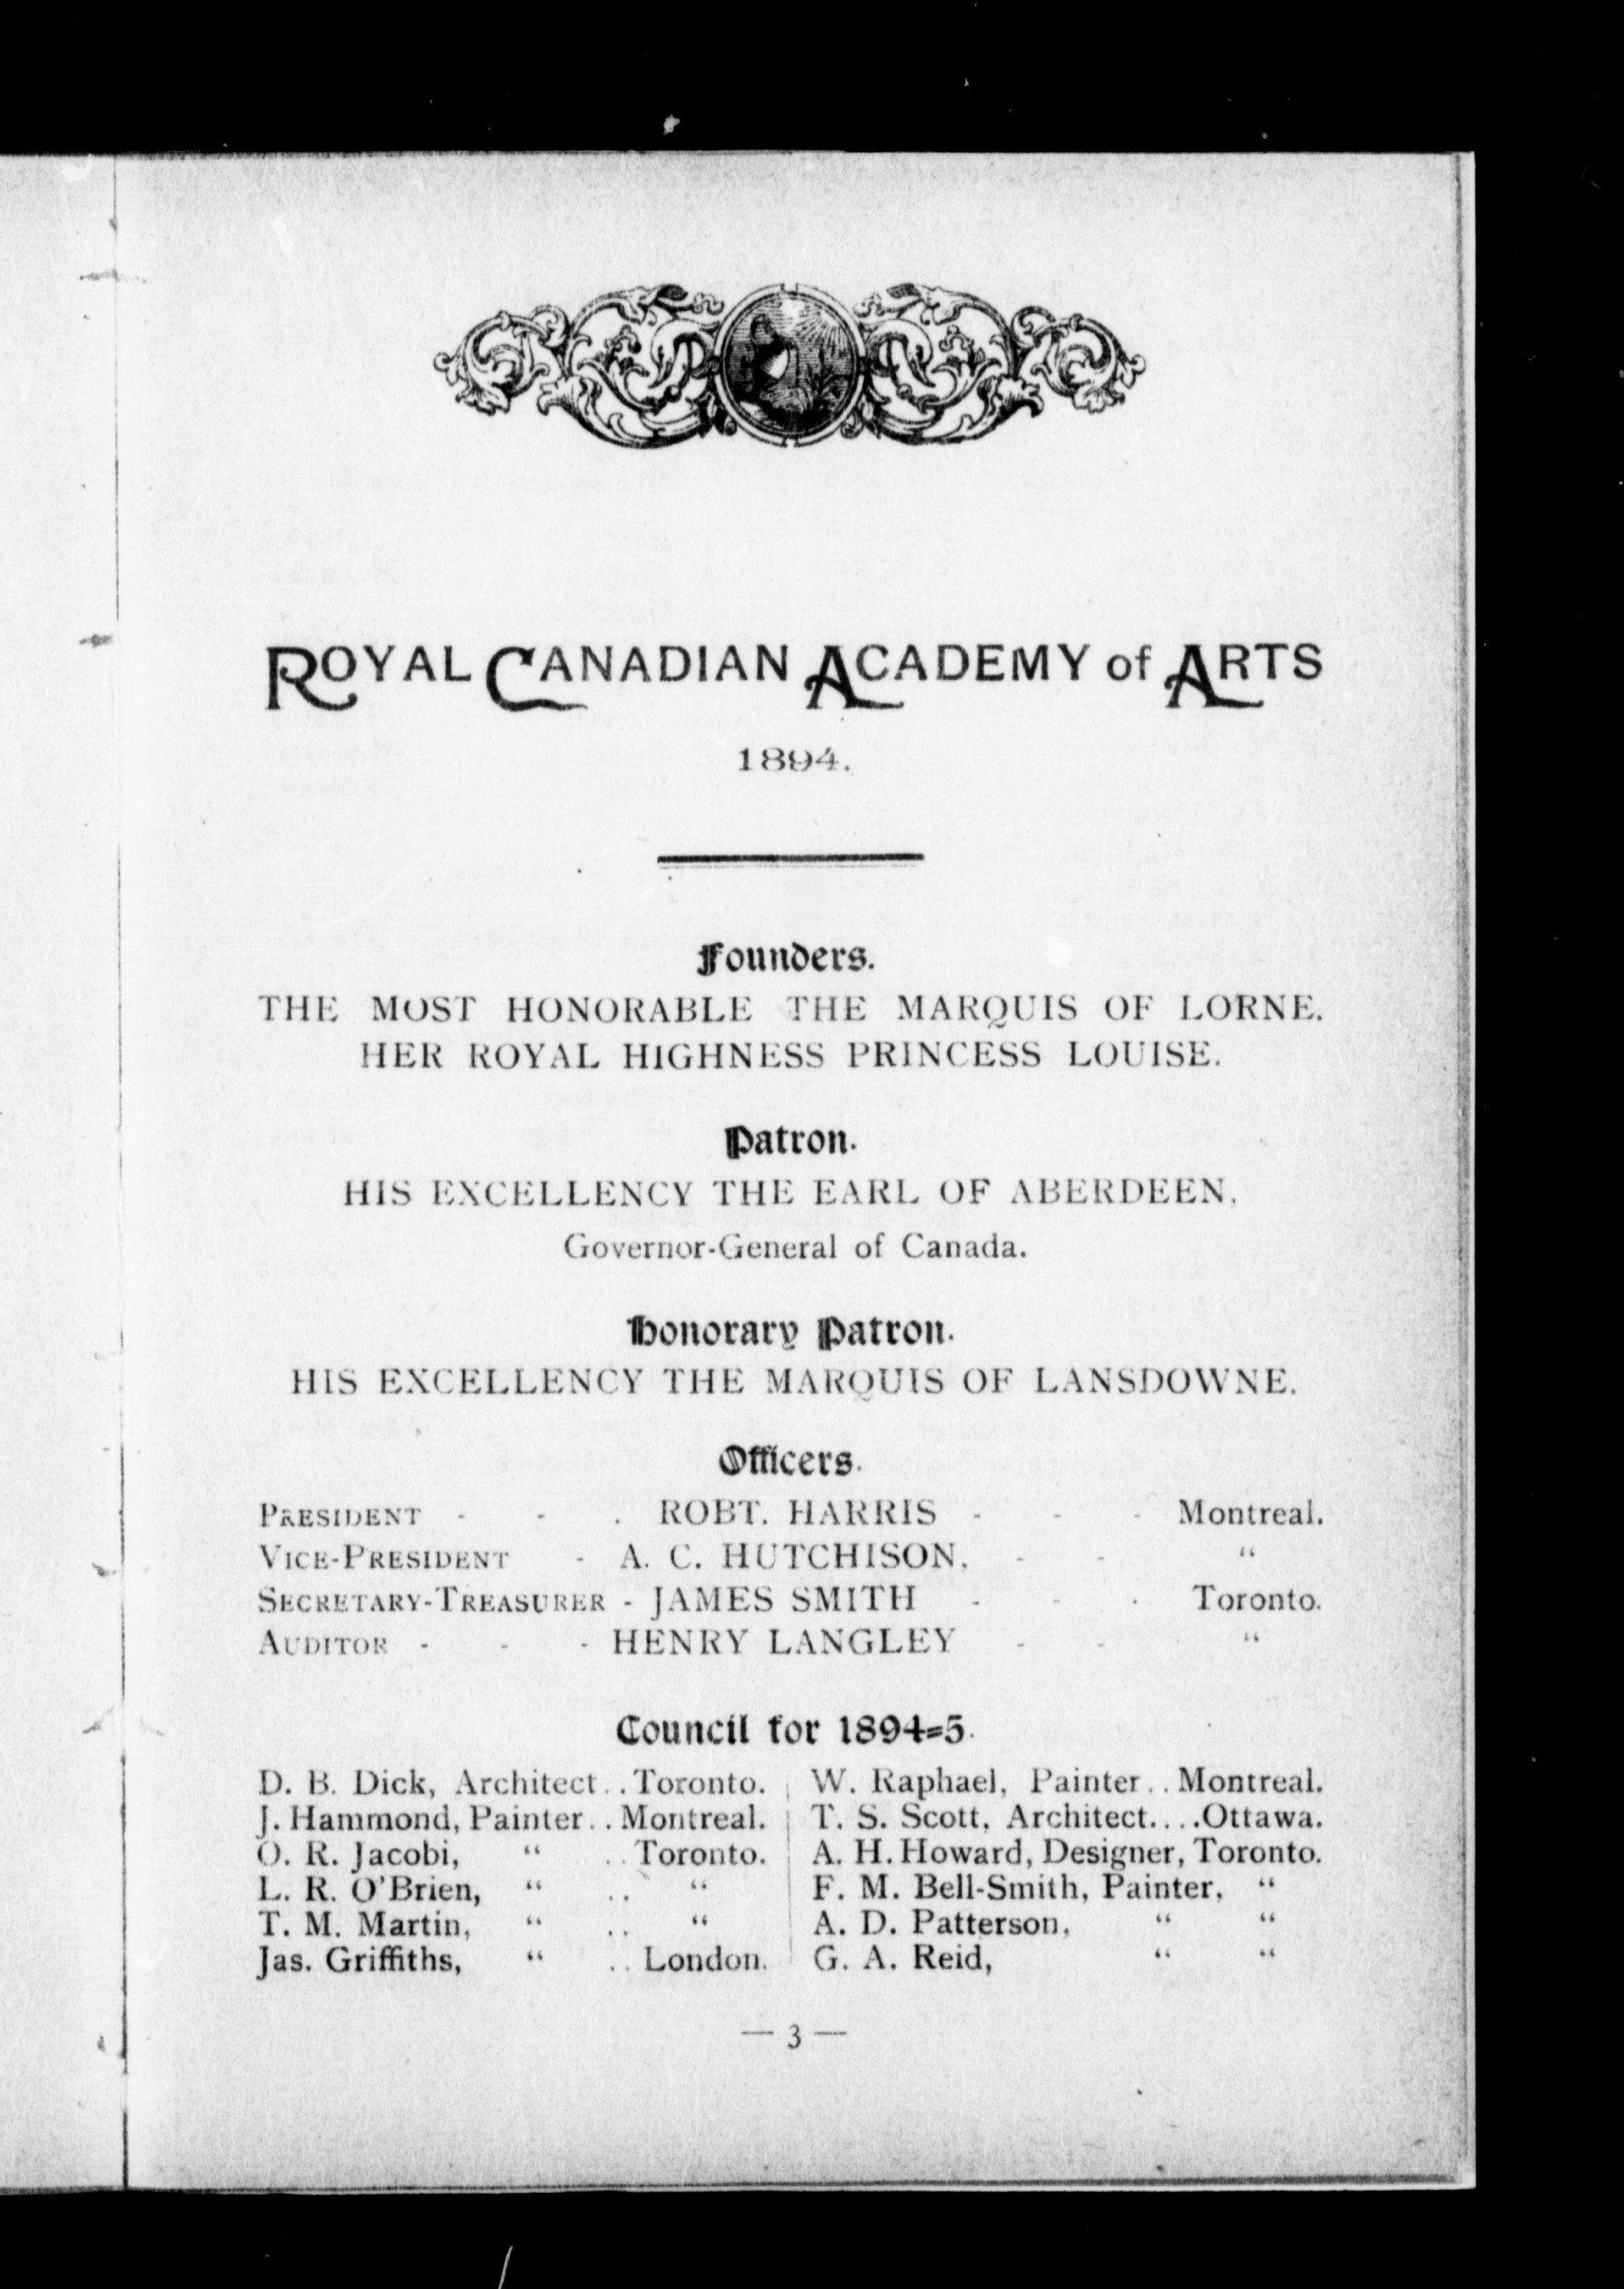 ROYAL CANADIAN ACADEMY of ARTS
1894.
Founders.
THE MOST HONORABLE THE MARQUIS OF LORNE.
HER ROYAL HIGHNESS PRINCESS LOUISE.
Patron.
HIS EXCELLENCY THE EARL OF ABERDEEN,
Governor-General of Canada.
Honorary Patron.
HIS EXCELLENCY THE MARQUIS OF LANSDOWNE.
Officers.
PRESIDENT - - . ROBT. HARRIS - - - Montreal.
VICE-PRESIDENT - A. C. HUTCHISON, - - “
SECRETARY-TREASURER - JAMES SMITH - - . Toronto.
AUDITOR - - - HENRY LANGLEY - - “
Council for 1894=5.
D. B. Dick, Architect..Toronto.
J. Hammond, Painter..Montreal.
O. R. Jacobi, “ ..Toronto.
L. R. O'Brien, “ .. “
T. M. Martin, “ .. “
Jas. Griffiths, “ ..London.
W. Raphael, Painter..Montreal.
T. S. Scott, Architect....Ottawa.
A. H. Howard, Designer, Toronto.
F. M. Bell-Smith, Painter, “
A. D. Patterson, “ “
G. A. Reid, “ “
— 3 —